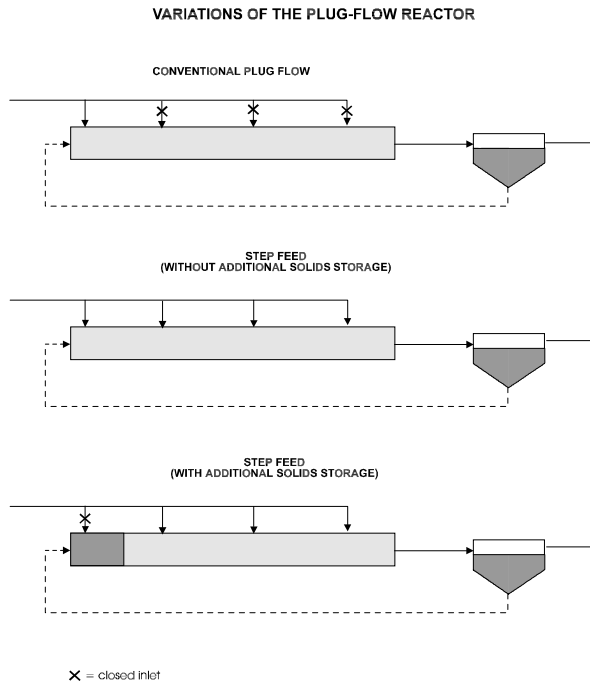 VARIATIONS OF THE PLUG-FLOW REACTOR
CONVENTIONAL PLUG FLOW
STEP FEED
(WITHOUT ADDITIONAL SOLIDS STORAGE)
STEP FEED
(WITH ADDITIONAL SOLIDS STORAGE)
= closed inlet